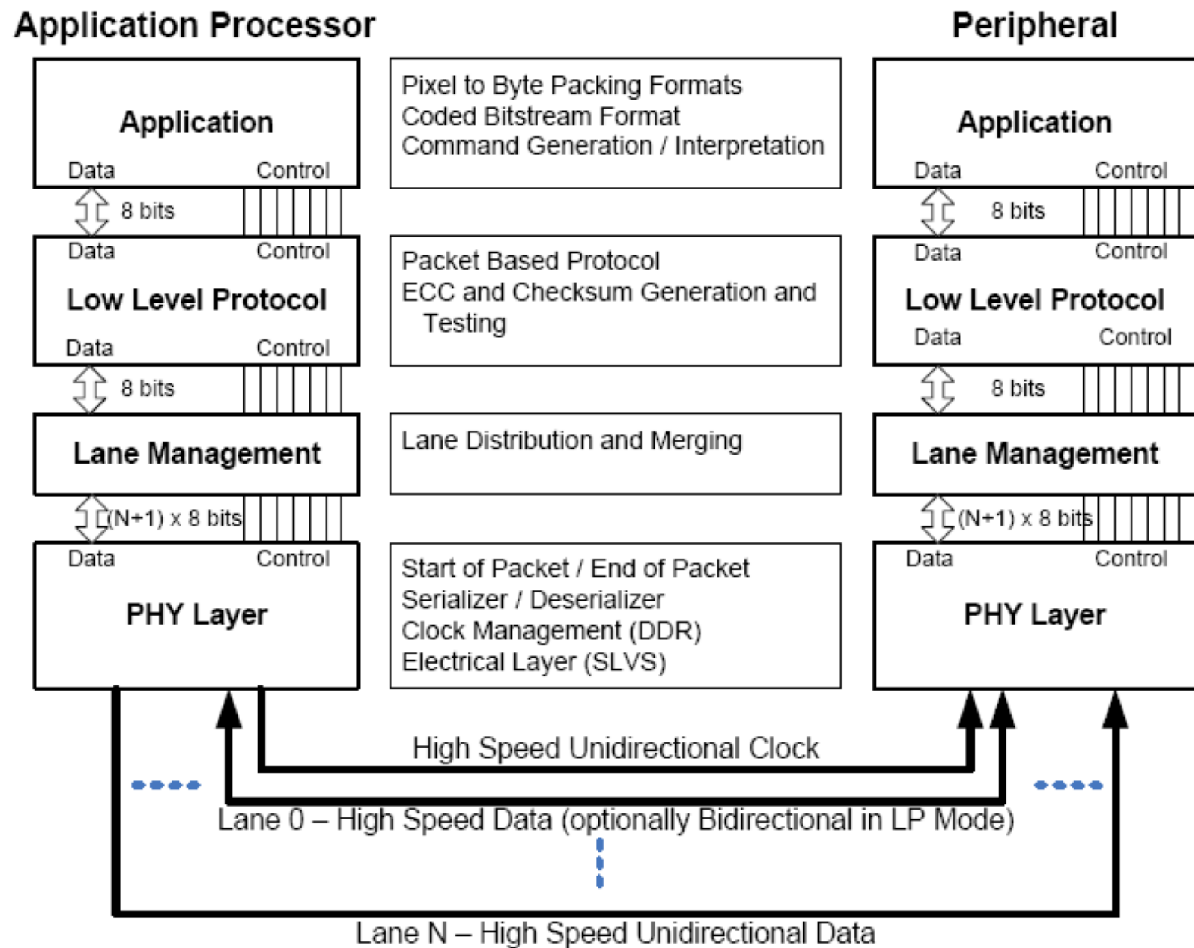 Application Processor
Peripheral
Application
Data Control
8 bits
Data Control
Low Level Protocol
Data Control
8 bits
Lane Management
(N+1) x 8 bits
Data Control
PHY Layer
Pixel to Byte Packing Formats
Coded Bitstream Format
Command Generation / Interpretation
Packet Based Protocol
ECC and Checksum Generation and
Testing
Lane Distribution and Merging
Start of Packet / End of Packet
Serializer / Deserializer
Clock Management (DDR)
Electrical Layer (SLVS)
Application
Data Control
8 bits
Data Control
Low Level Protocol
Data Control
8 bits
Lane Management
(N+1) x 8 bits
Data Control
PHY Layer
High Speed Unidirectional Clock
Lane 0 – High Speed Data (optionally Bidirectional in LP Mode)
Lane N – High Speed Unidirectional Data